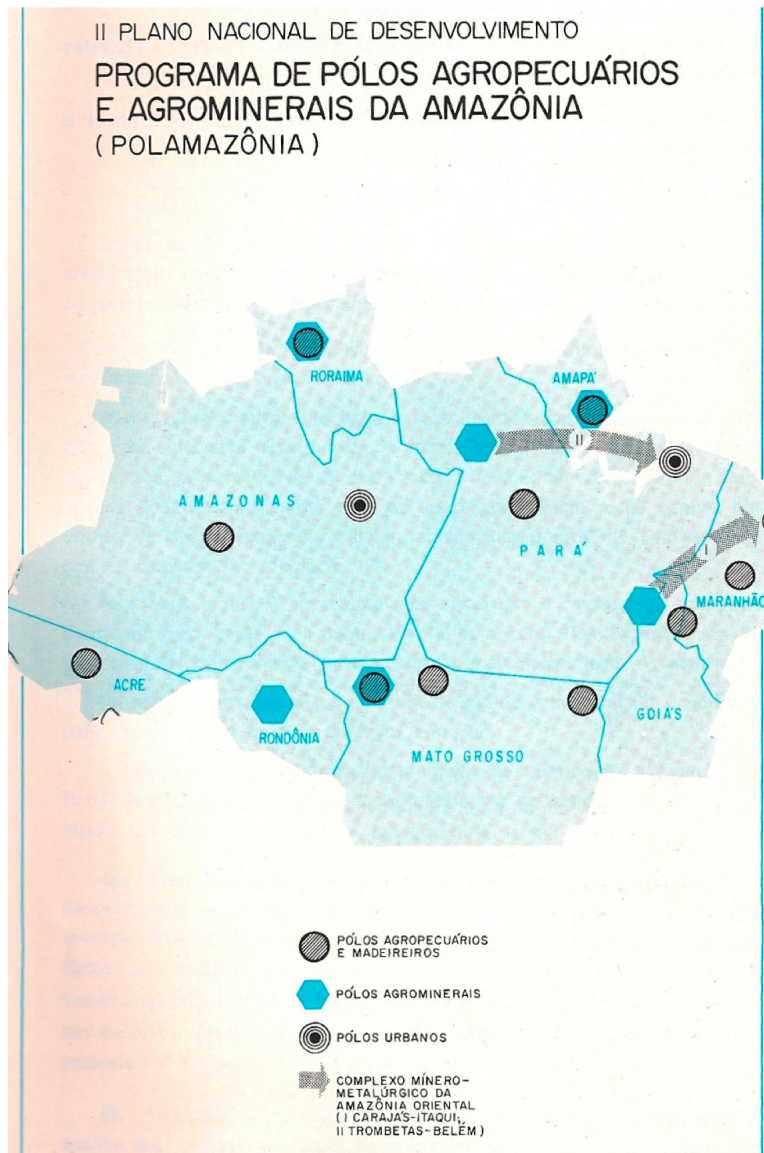 II PLANO NACIONAL DE DESENVOLVIMENTO
PROGRAMA DE PÓLOS AGROPECUÁRIOS
E AGROMINERAIS DA AMAZÔNIA
(POLAMAZÔNIA)
RORAIMA
AMAPÁ
II
AMAZONAS
PARÁ
I
MARANHÃO
ACRE
GOIÁS
RONDÔNIA
MATO GROSSO
PÓLOS AGROPECUÁRIOS
E MADEIREIROS
PÓLOS AGROMINERAIS
PÓLOS URBANOS
COMPLEXO MÍNERO-
METALÚRGICO DA
AMAZÔNIA ORIENTAL
(I CARAJÁS-ITAQUI;
II TROMBETAS-BELÉM)